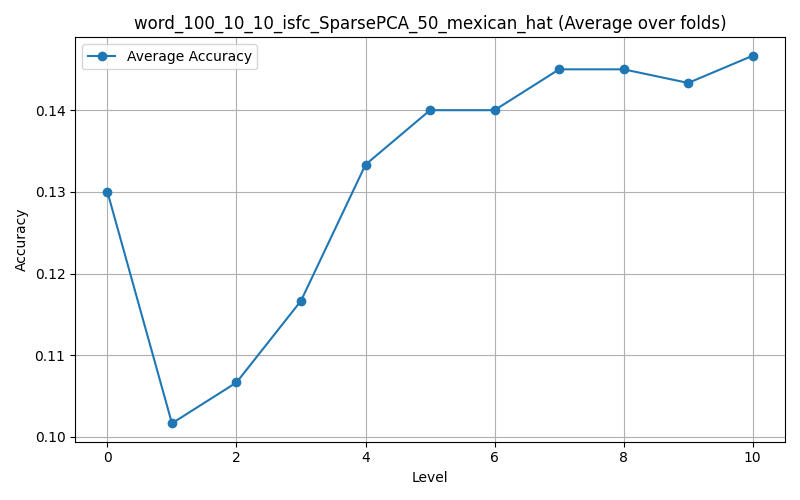 word_100_10_10_isfc_SparsePCA_50_mexican_hat (Average over folds)
Average Accuracy
0.14
0.13
0.12
0.11
0.10
Accuracy
0 2 4 6 8 10
Level